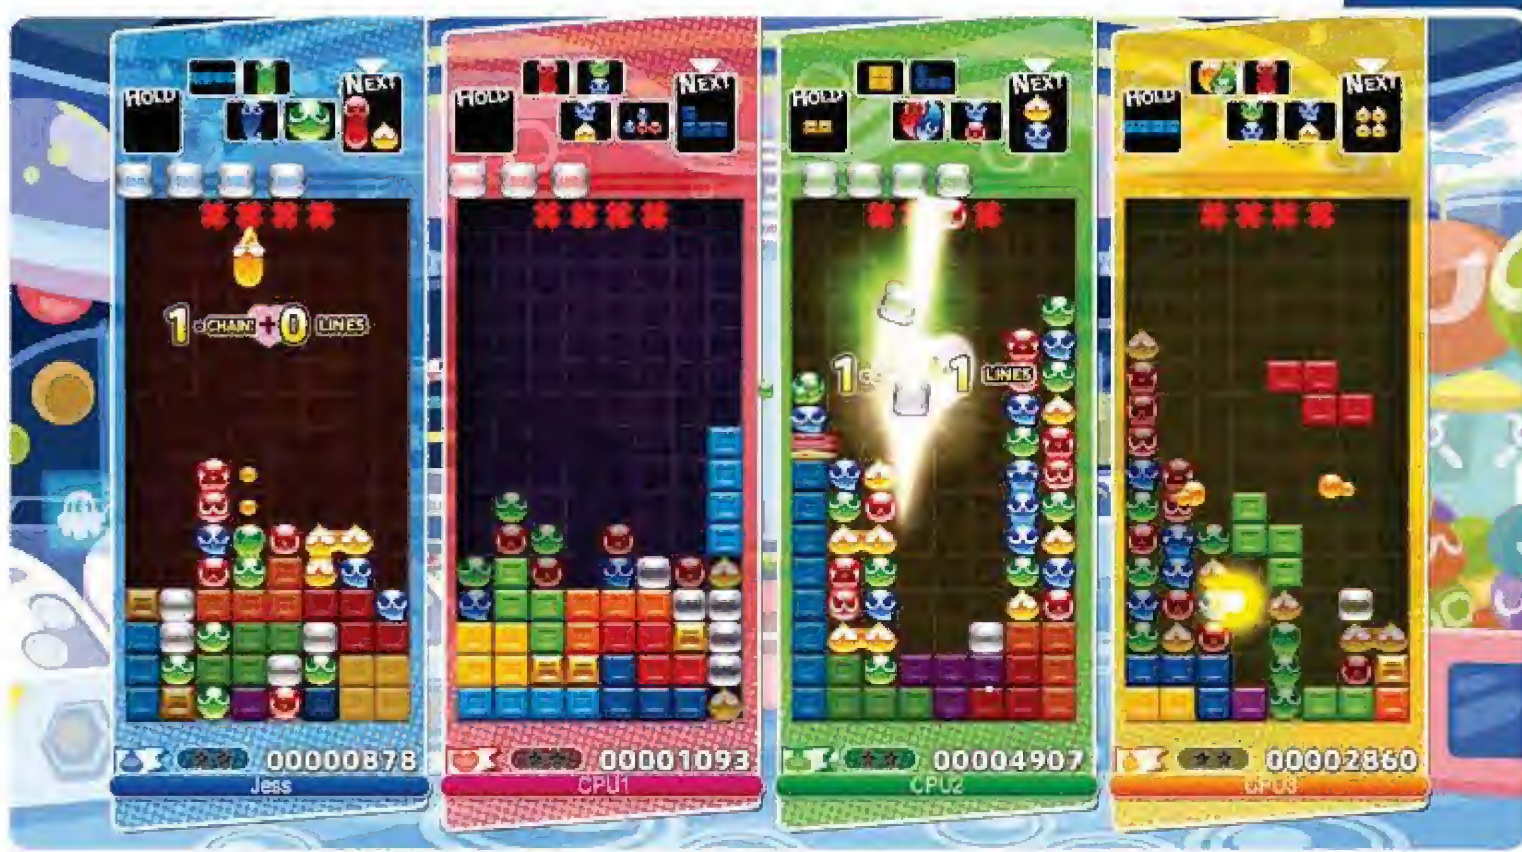 HOLD NEXT
HOLD NEXT
HOLD NEXT
HOLD NEXT
1 CHAIN + 0 LINES
1 1 LINES
00000878
00001093
00004907
00002860
Jess
CPU1
CPU2
CPU3